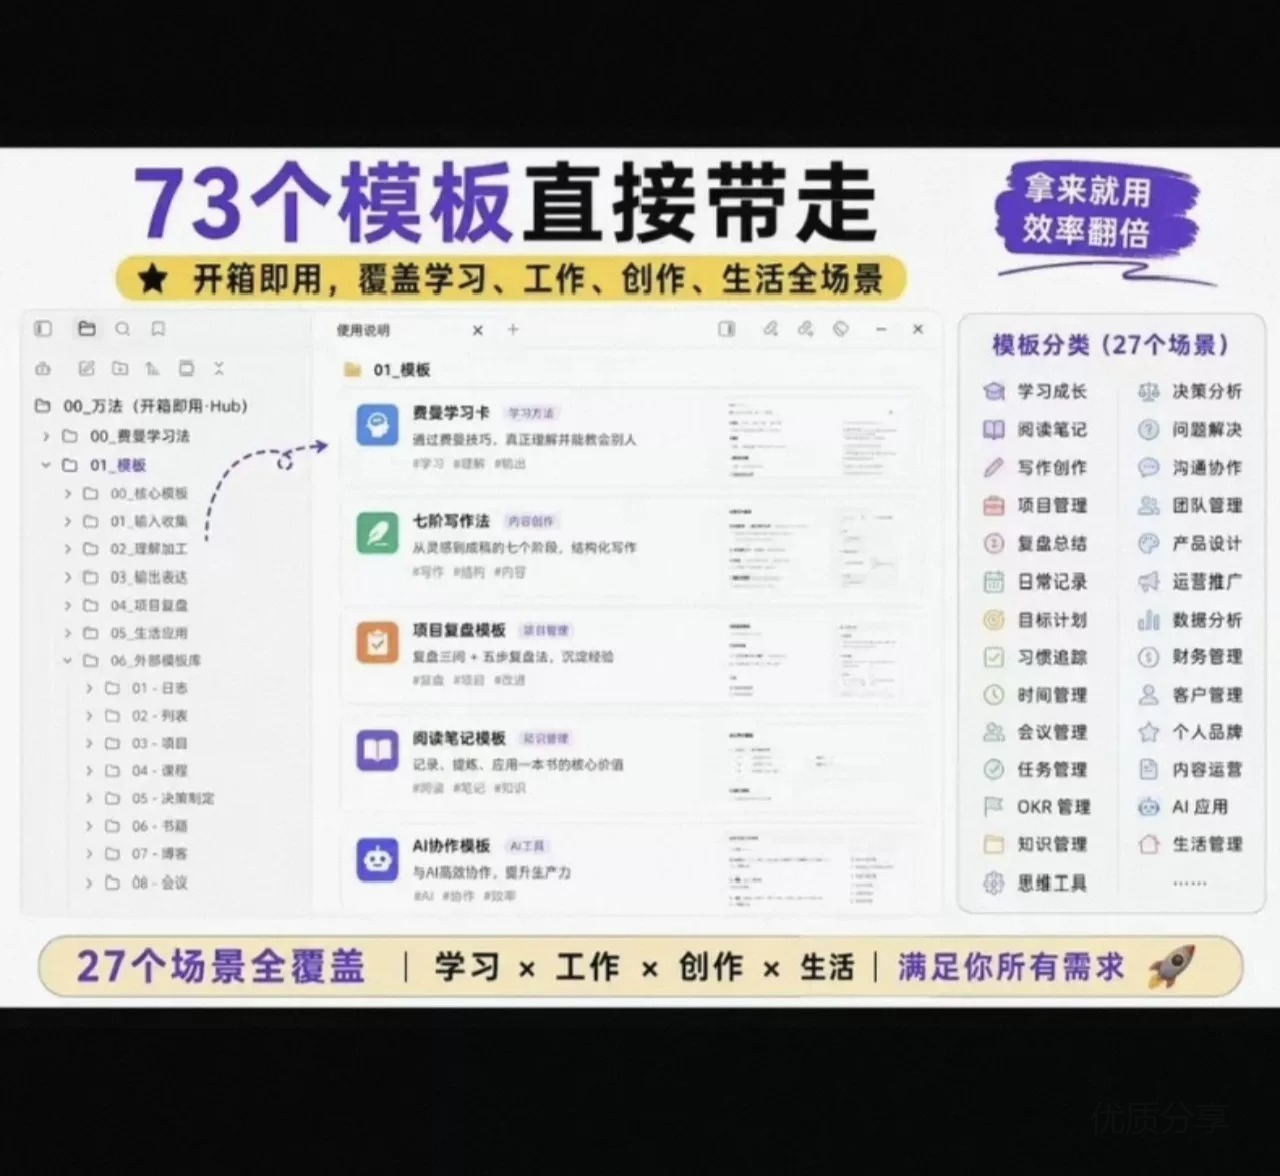 73个模板直接带走
拿来就用
效率翻倍
★ 开箱即用，覆盖学习、工作、创作、生活全场景
使用说明
00_万法（开箱即用·Hub）
00_费曼学习法
01_模板
00_核心模板
01_输入收集
02_理解加工
03_输出表达
04_项目复盘
05_生活应用
06_外部模板库
01 - 日志
02 - 列表
03 - 项目
04 - 课程
05 - 决策制定
06 - 书籍
07 - 博客
08 - 会议
01_模板
费曼学习卡 学习方法
通过费曼技巧，真正理解并能教会别人
#学习 #理解 #输出
七阶写作法 内容创作
从灵感到成稿的七个阶段，结构化写作
#写作 #结构 #内容
项目复盘模板 项目管理
复盘三问 + 五步复盘法，沉淀经验
#复盘 #项目 #改进
阅读笔记模板 知识管理
记录、提炼、应用一本书的核心价值
#阅读 #笔记 #知识
AI协作模板 AI工具
与AI高效协作，提升生产力
#AI #协作 #效率
模板分类（27个场景）
学习成长 决策分析
阅读笔记 问题解决
写作创作 沟通协作
项目管理 团队管理
复盘总结 产品设计
日常记录 运营推广
目标计划 数据分析
习惯追踪 财务管理
时间管理 客户管理
会议管理 个人品牌
任务管理 内容运营
OKR 管理 AI 应用
知识管理 生活管理
思维工具 ……
27个场景全覆盖 | 学习 × 工作 × 创作 × 生活 | 满足你所有需求
优质分享